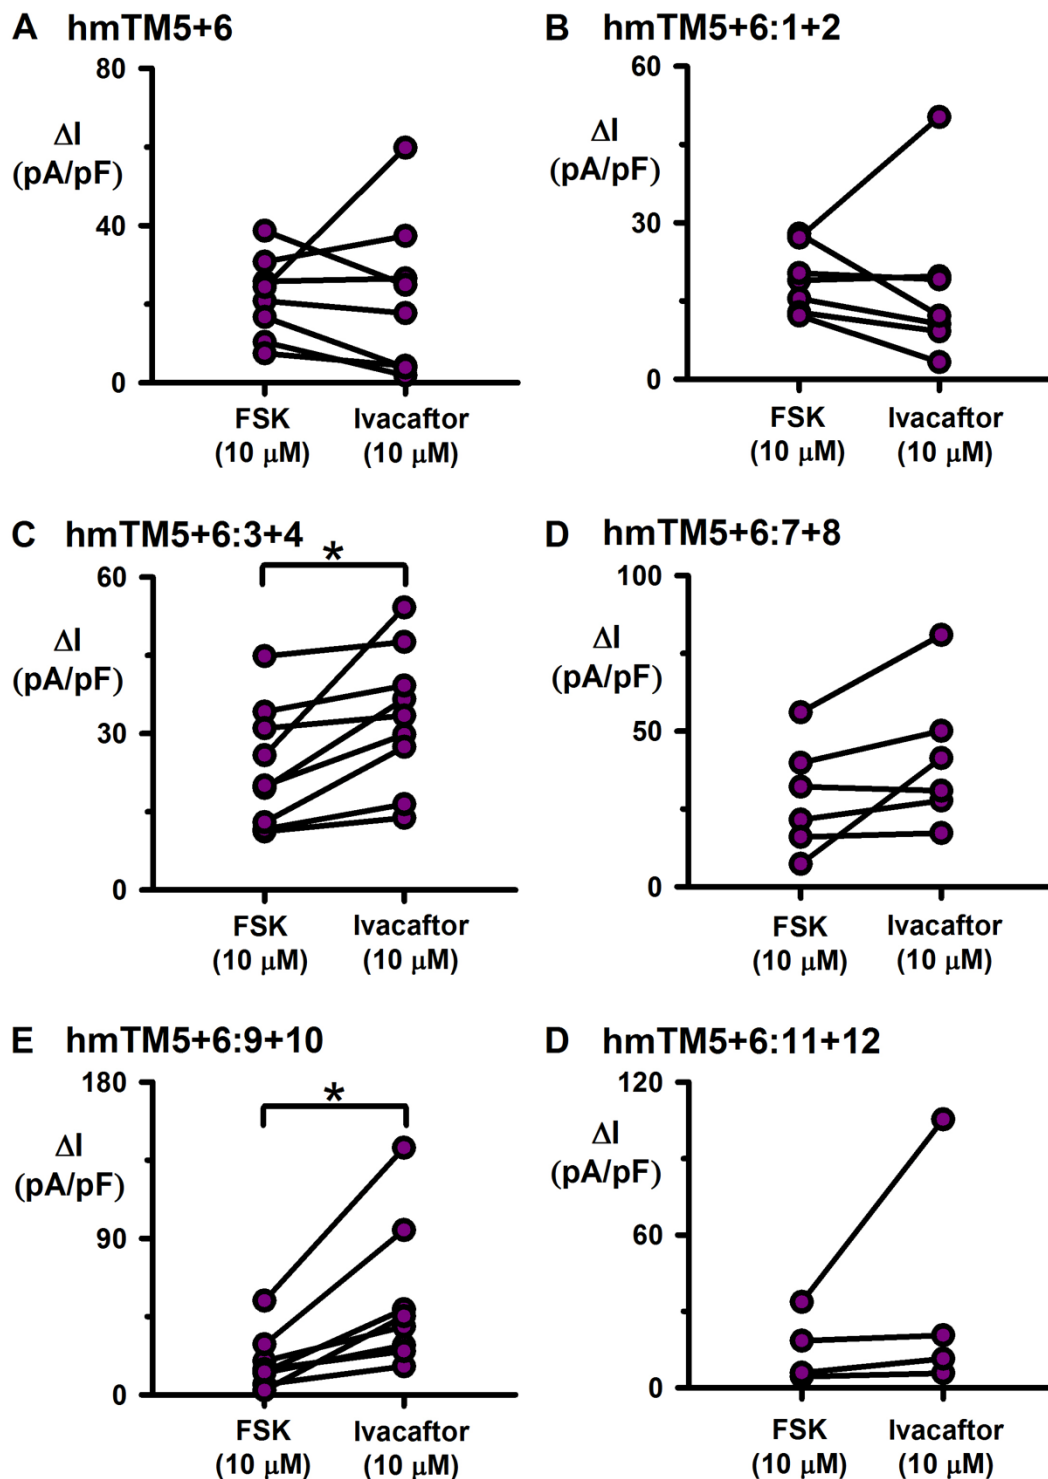 A hmTM5+6
80
ΔI
(pA/pF)
40
0
FSK
(10 μM)
Ivacaftor
(10 μM)
B hmTM5+6:1+2
60
ΔI
(pA/pF)
30
0
FSK
(10 μM)
Ivacaftor
(10 μM)
C hmTM5+6:3+4
*
60
ΔI
(pA/pF)
30
0
FSK
(10 μM)
Ivacaftor
(10 μM)
D hmTM5+6:7+8
100
ΔI
(pA/pF)
50
0
FSK
(10 μM)
Ivacaftor
(10 μM)
E hmTM5+6:9+10
*
180
ΔI
(pA/pF)
90
0
FSK
(10 μM)
Ivacaftor
(10 μM)
D hmTM5+6:11+12
120
ΔI
(pA/pF)
60
0
FSK
(10 μM)
Ivacaftor
(10 μM)